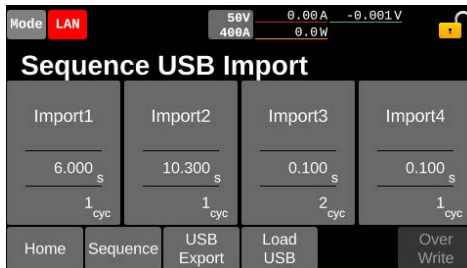 Mode LAN 50V 0.00A -0.001V
400A 0.0W
Sequence USB Import
Import1 Import2 Import3 Import4
6.000 s 10.300 s 0.100 s 0.100 s
1 cyc 1 cyc 2 cyc 1 cyc
Home Sequence USB Export Load USB Over Write